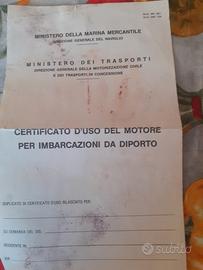 MINISTERO DELLA MARINA MERCANTILE
DIREZIONE GENERALE DEL NAVIGLIO
MINISTERO DEI TRASPORTI
DIREZIONE GENERALE DELLA MOTORIZZAZIONE CIVILE
E DEI TRASPORTI IN CONCESSIONE
CERTIFICATO D'USO DEL MOTORE
PER IMBARCAZIONI DA DIPORTO
DUPLICATO DI CERTIFICATO D'USO RILASCIATO PER:
SU DOMANDA DEL SIG.
RESIDENTE IN
VIA
subito